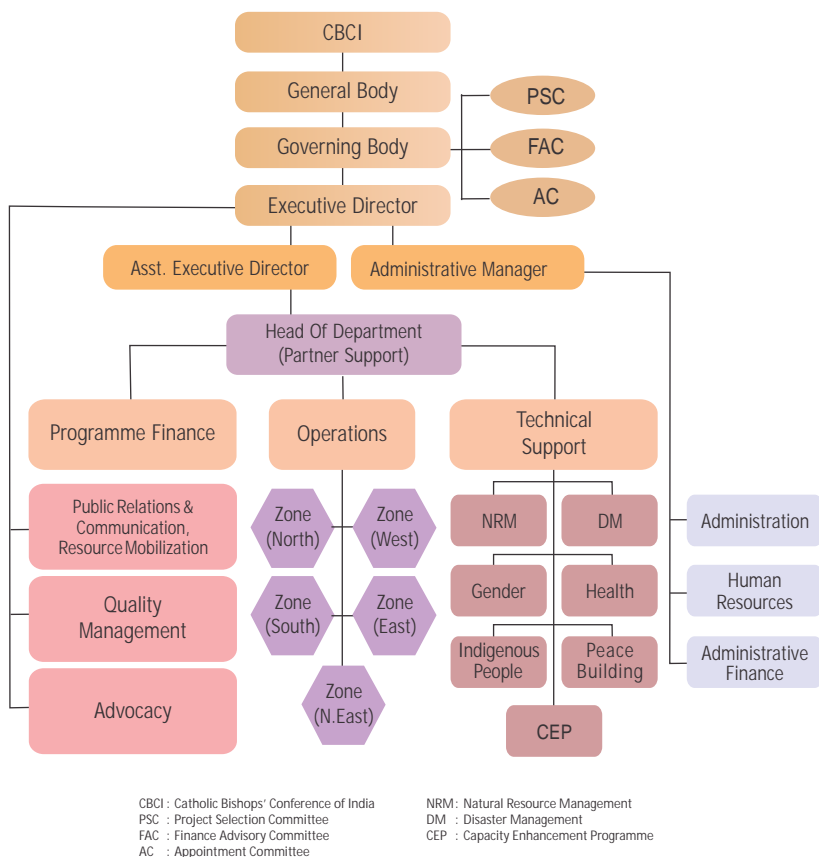 CBCI
General Body
PSC
Governing Body
FAC
Executive Director
AC
Asst. Executive Director
Administrative Manager
Head Of Department
(Partner Support)
Programme Finance
Operations
Technical
Support
Public Relations &
Communication,
Resource Mobilization
Quality
Management
Advocacy
Zone
(North)
Zone
(West)
Zone
(South)
Zone
(East)
Zone
(N.East)
NRM
DM
Gender
Health
Indigenous
People
Peace
Building
CEP
Administration
Human
Resources
Administrative
Finance
CBCI : Catholic Bishops' Conference of India
PSC : Project Selection Committee
FAC : Finance Advisory Committee
AC : Appointment Committee
NRM : Natural Resource Management
DM : Disaster Management
CEP : Capacity Enhancement Programme